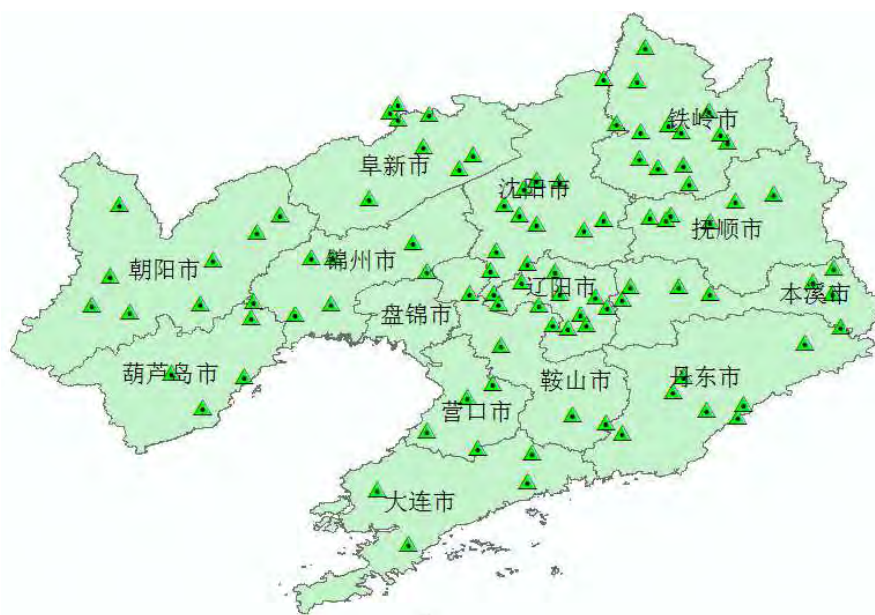 铁岭市
阜新市
沈阳市
抚顺市
朝阳市
锦州市
辽阳市
本溪市
盘锦市
葫芦岛市
鞍山市
丹东市
营口市
大连市